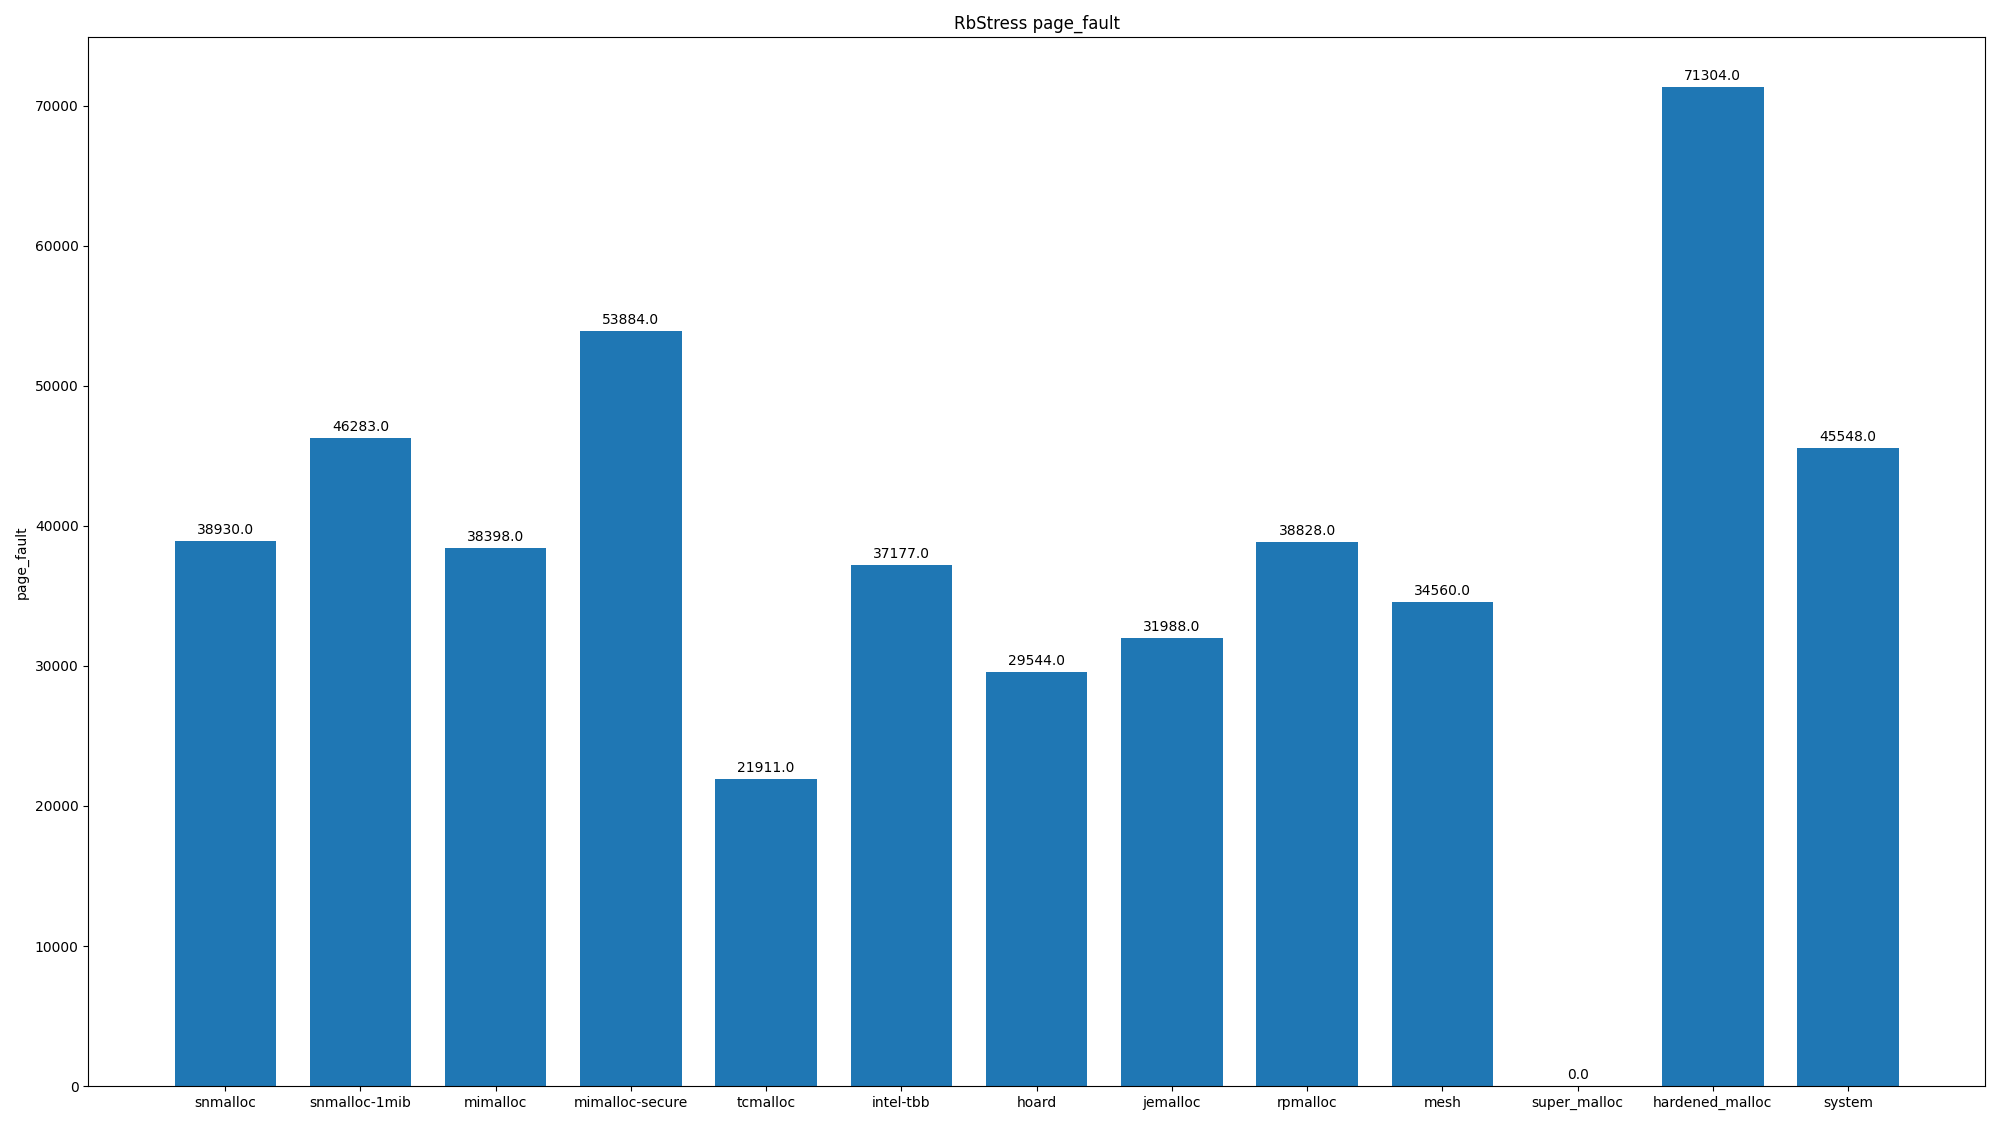 RbStress page_fault
page_fault
70000
60000
50000
40000
30000
20000
10000
0
38930.0
46283.0
38398.0
53884.0
21911.0
37177.0
29544.0
31988.0
38828.0
34560.0
0.0
71304.0
45548.0
snmalloc
snmalloc-1mib
mimalloc
mimalloc-secure
tcmalloc
intel-tbb
hoard
jemalloc
rpmalloc
mesh
super_malloc
hardened_malloc
system